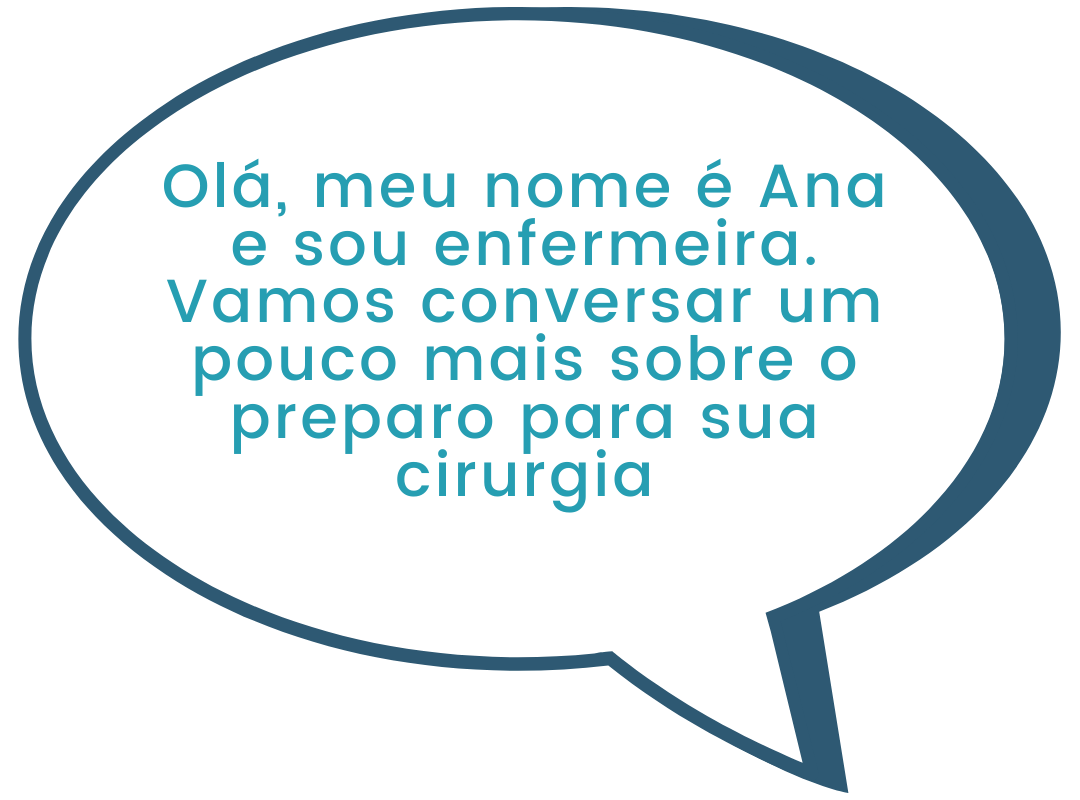 Olá, meu nome é Ana
e sou enfermeira.
Vamos conversar um
pouco mais sobre o
preparo para sua
cirurgia